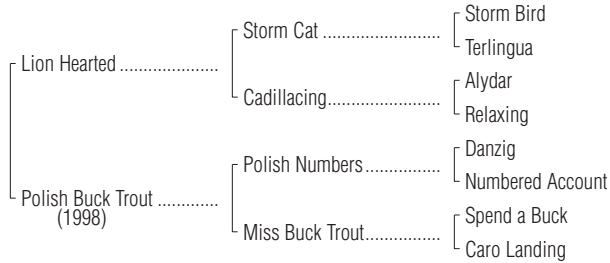 Storm Bird
Storm Cat ........................
Terlingua
Lion Hearted ....................
Alydar
Cadillacing.......................
Relaxing
Danzig
Polish Numbers...............
Numbered Account
Polish Buck Trout ............
(1998)
Spend a Buck
Miss Buck Trout...............
Caro Landing